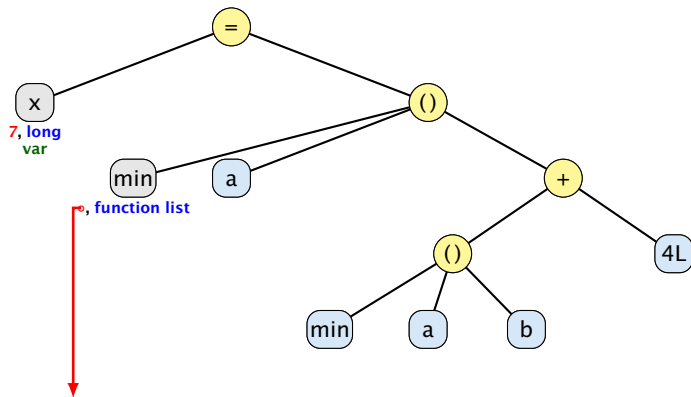 =
x
()
7, long
var
min
a
+
, function list
()
4L
min
a
b